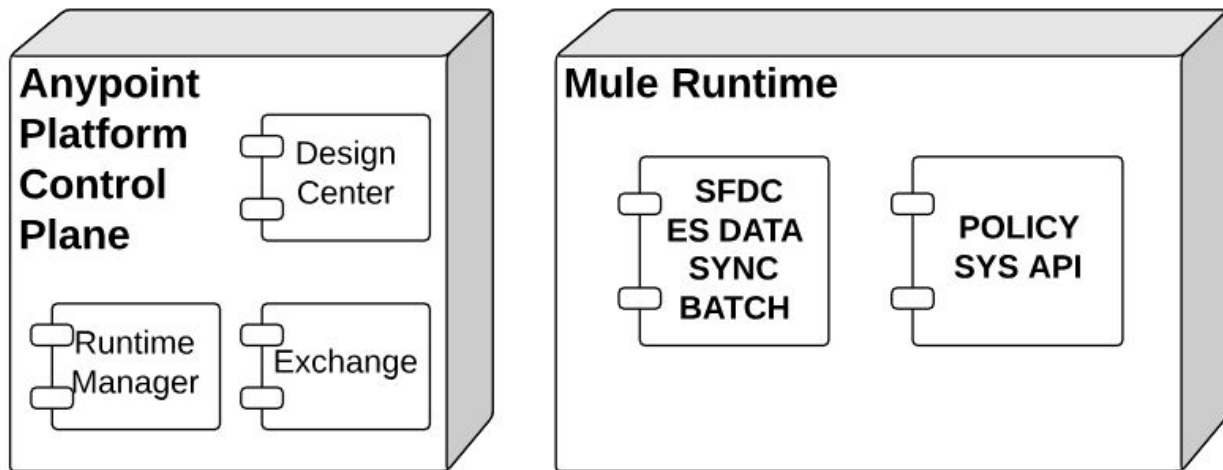 Anypoint
Platform
Control
Plane
Design
Center
Runtime
Manager
Exchange
Mule Runtime
SFDC
ES DATA
SYNC
BATCH
POLICY
SYS API